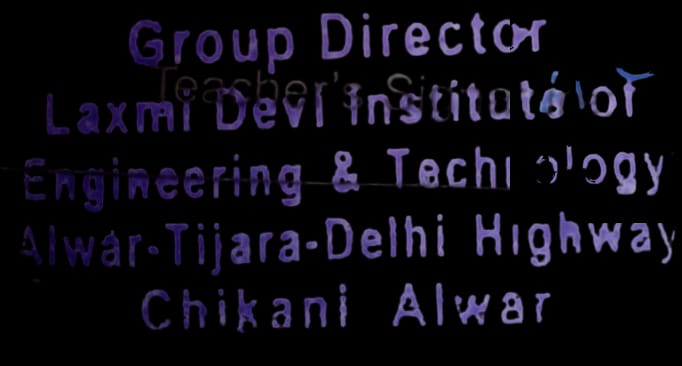 Group Director
Teacher's
Laxmi Devi Institute of
Engineering & Technology
Alwar-Tijara-Delhi Highway
Chikani Alwar